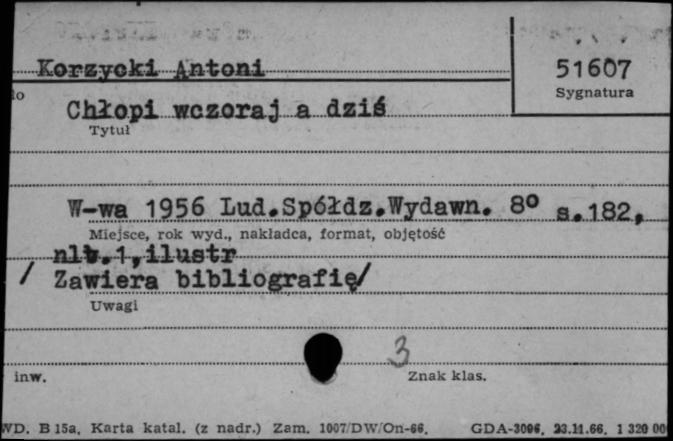 Korzycki Antoni
51607
Sygnatura
Chłopi wczoraj a dziś
Tytuł
W-wa 1956 Lud.Spółdz.Wydawn. 8º s.182,
Miejsce, rok wyd., nakładca, format, objętość
nlb.1,ilustr
/ Zawiera bibliografię/
Uwagi
3
inw.
Znak klas.
WD. B 15a. Karta katal. (z nadr.) Zam. 1007/DW/On-66. GDA-3096, 23.11.66. 1 320 00